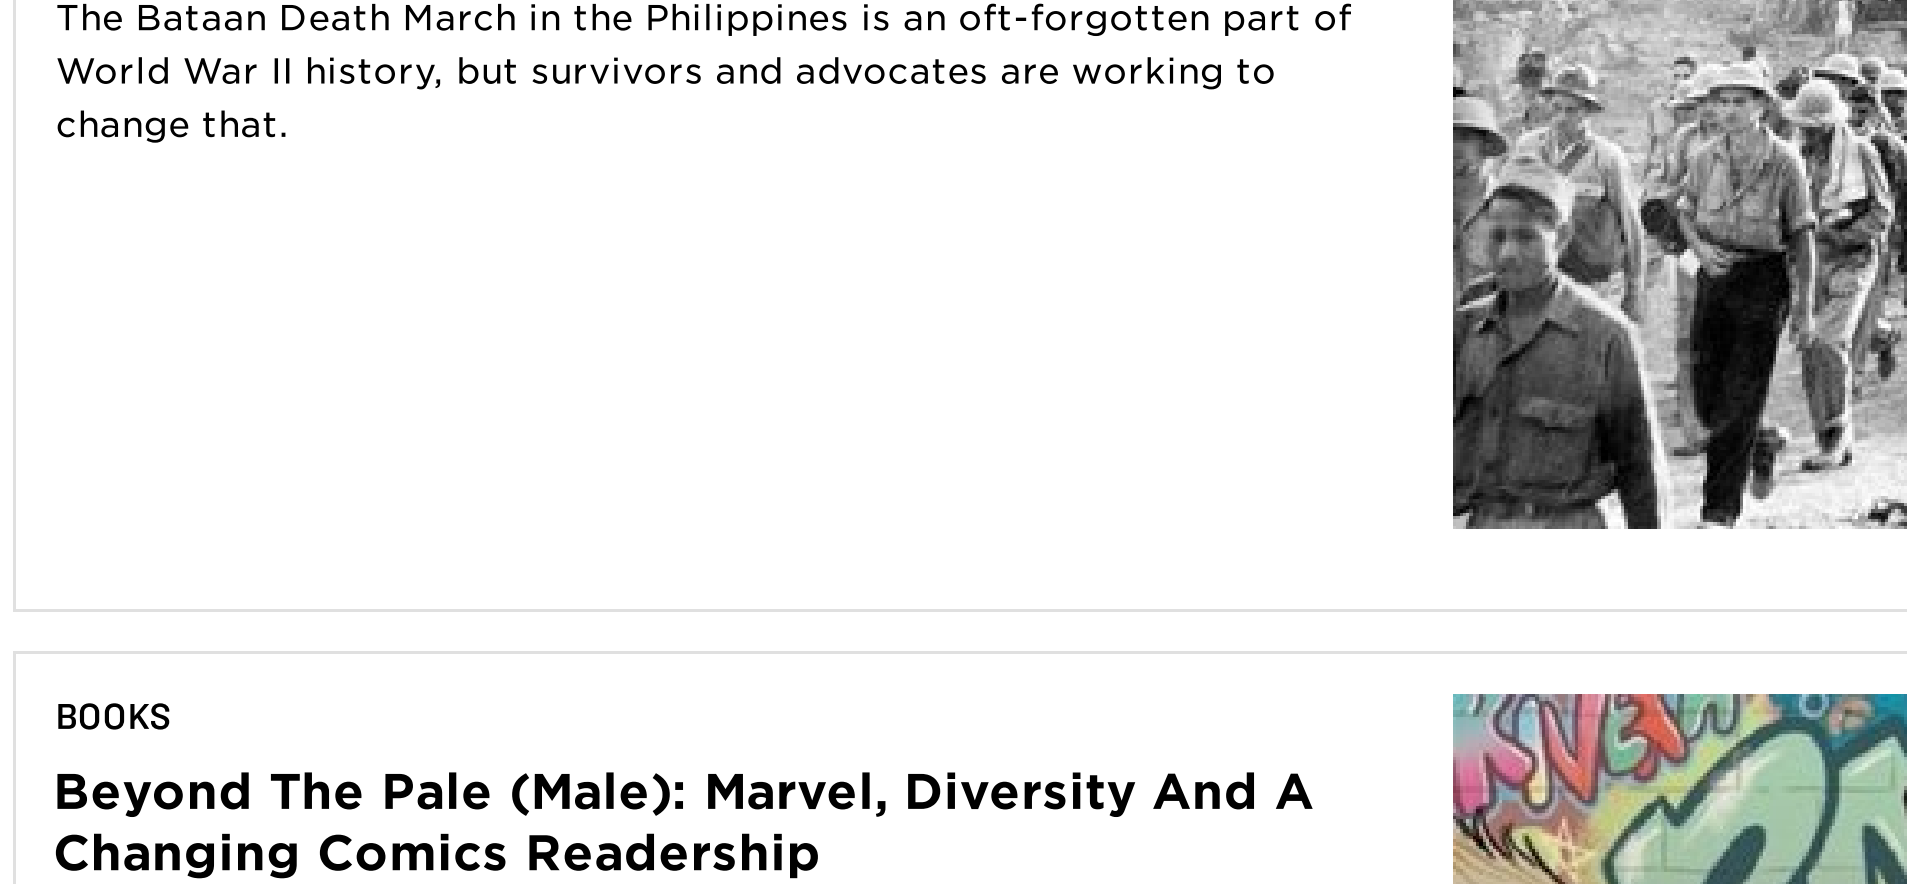 The Bataan Death March in the Philippines is an oft-forgotten part of
World War II history, but survivors and advocates are working to
change that.
BOOKS
Beyond The Pale (Male): Marvel, Diversity And A
Changing Comics Readership